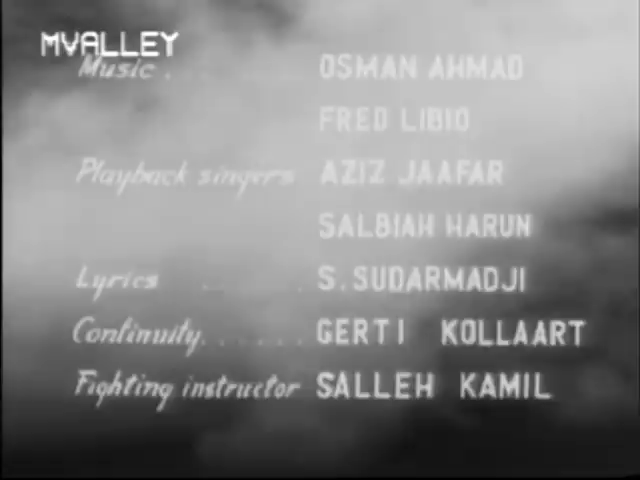 MVALLEY
Music . . . . . . . . OSMAN AHMAD
FRED LIBIO
Playback singers AZIZ JAAFAR
SALBIAH HARUN
Lyrics . . . . . . . S. SUDARMADJI
Continuity . . . . . . GERTI KOLLAART
Fighting instructor SALLEH KAMIL